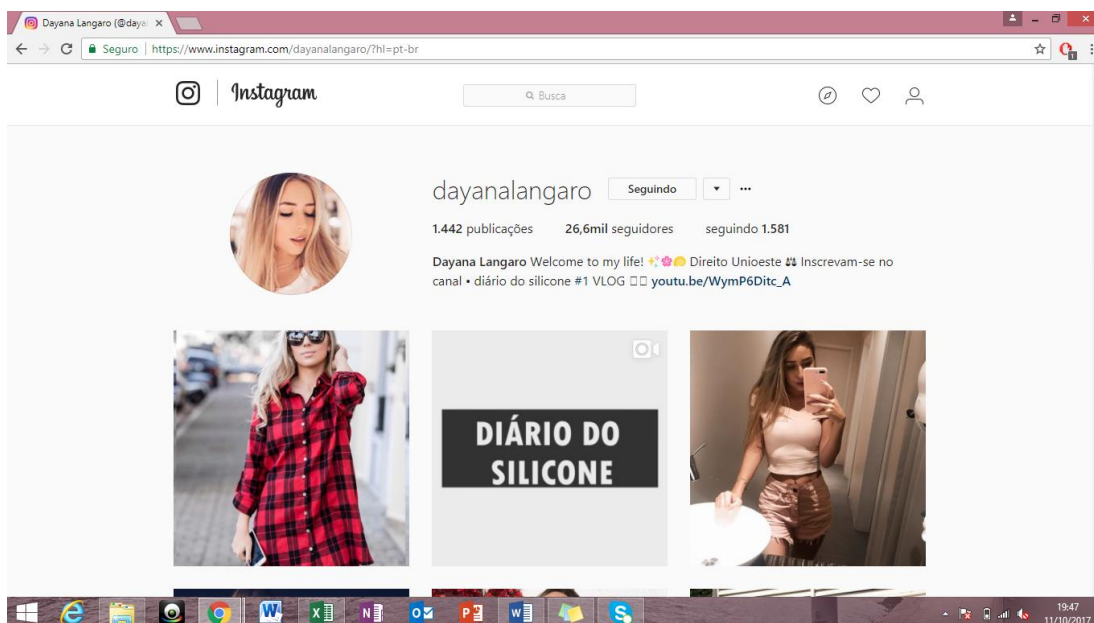 Dayana Langaro (@daya
Seguro https://www.instagram.com/dayanalangaro/?hl=pt-br
Instagram
Busca
dayanalangaro Seguindo
1.442 publicações 26,6mil seguidores seguindo 1.581
Dayana Langaro Welcome to my life! ✨🌸🌼 Direito Unioeste ⚖ Inscrevam-se no
canal • diário do silicone #1 VLOG □□ youtu.be/WymP6Ditc_A
DIÁRIO DO
SILICONE
19:47
11/10/2017